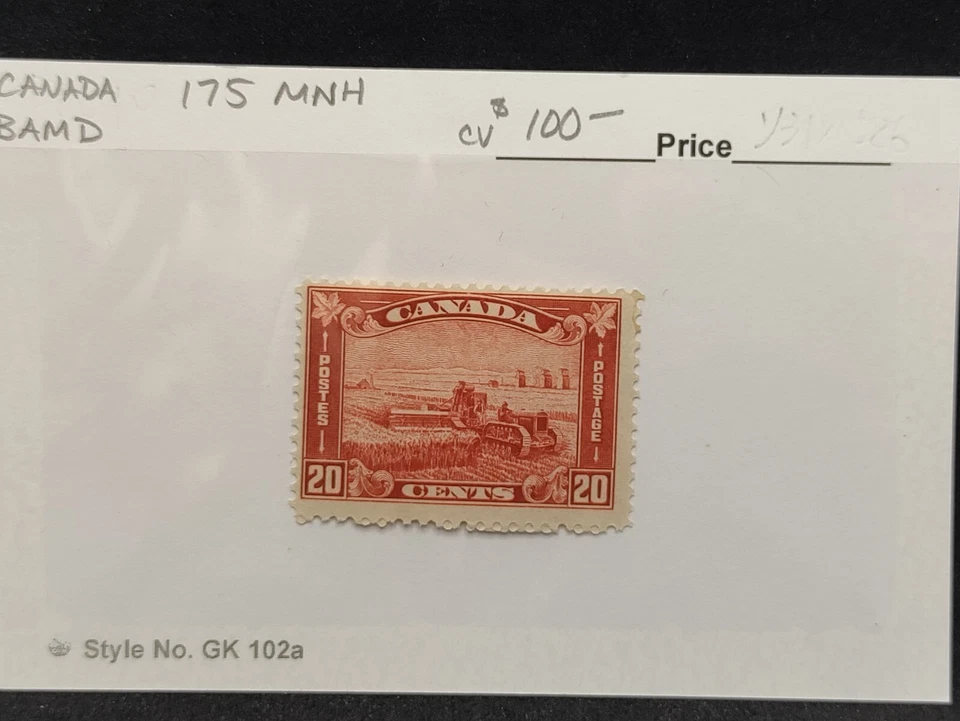 CANADA 175 MNH
BAMD
CV $ 100-
Price
CANADA
POSTES
POSTAGE
20 CENTS 20
Style No. GK 102a